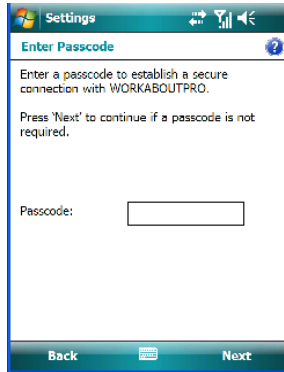 Settings
Enter Passcode
Enter a passcode to establish a secure
connection with WORKABOUTPRO.
Press 'Next' to continue if a passcode is not
required.
Passcode:
Back Next